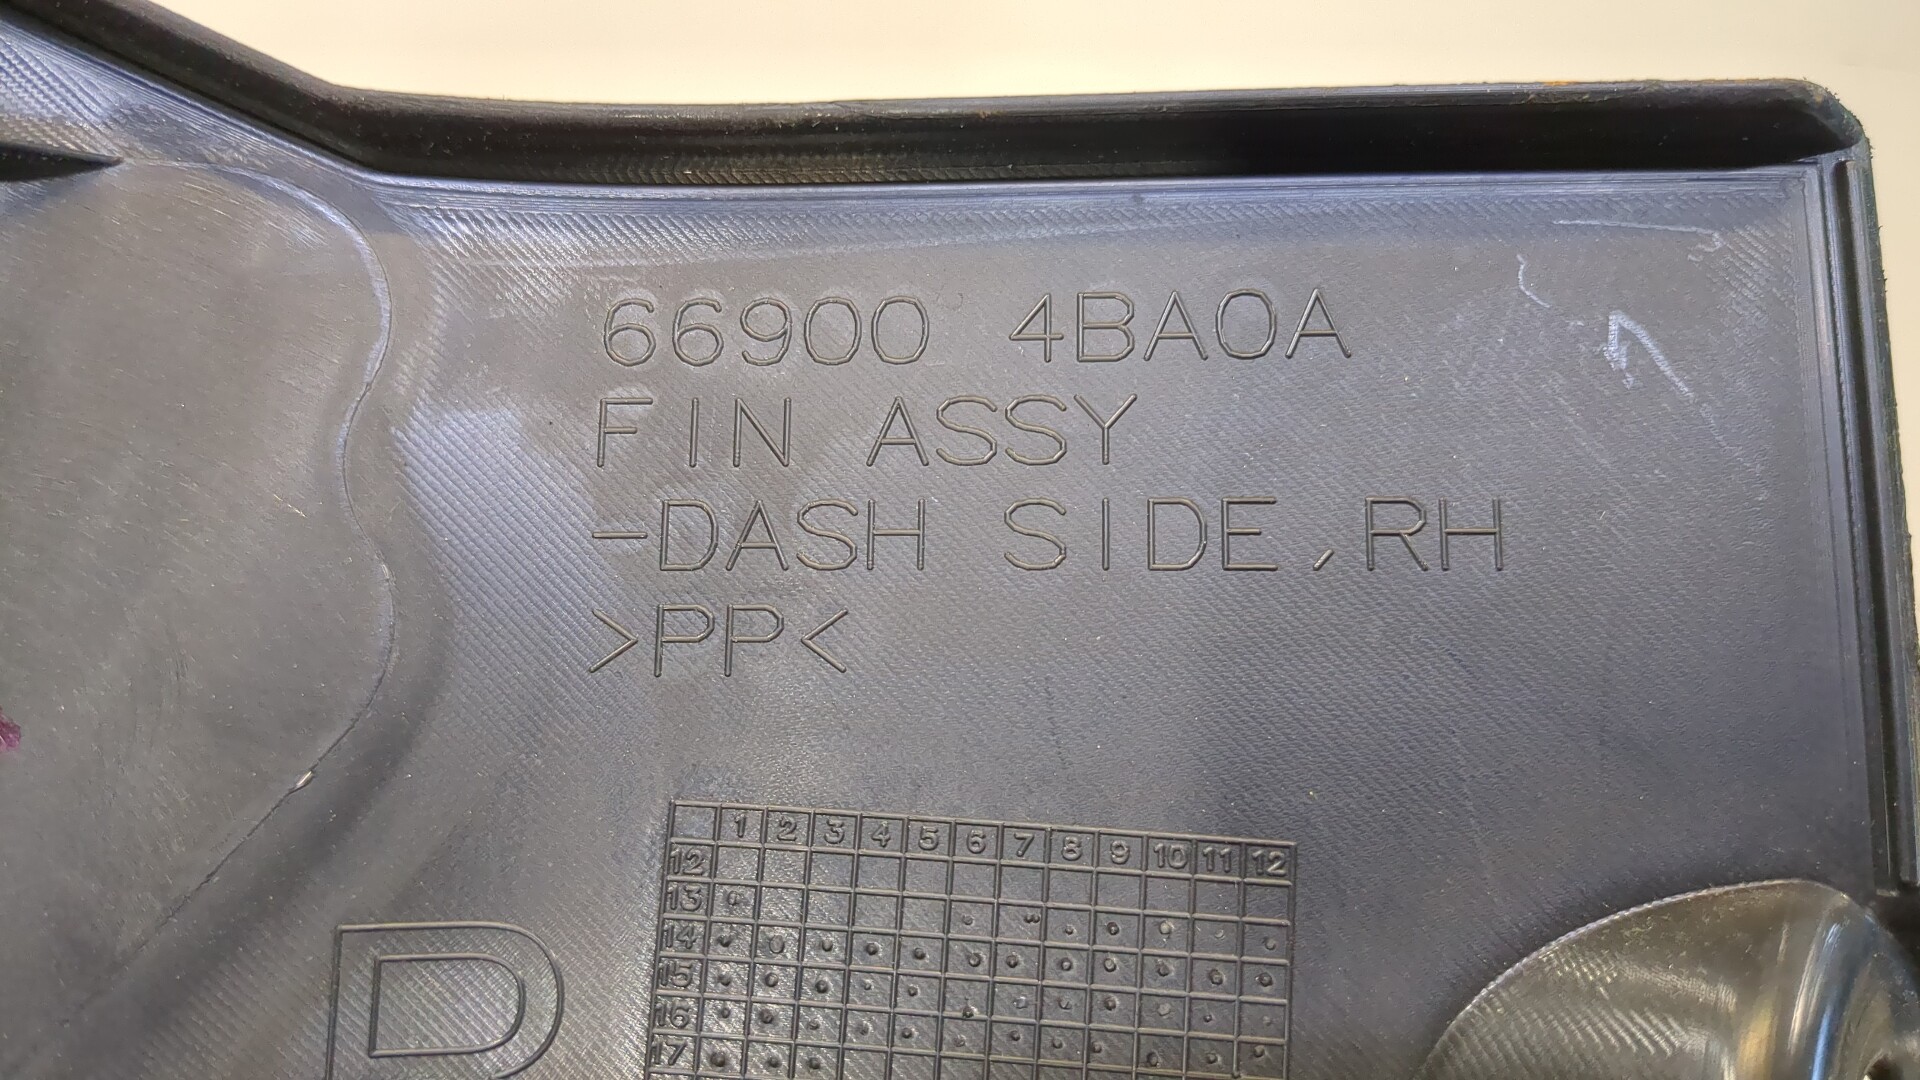 66900 4BA0A
FIN ASSY
-DASH SIDE,RH
>PP<
1 2 3 4 5 6 7 8 9 10 11 12
12
13
14
15
16
17
D